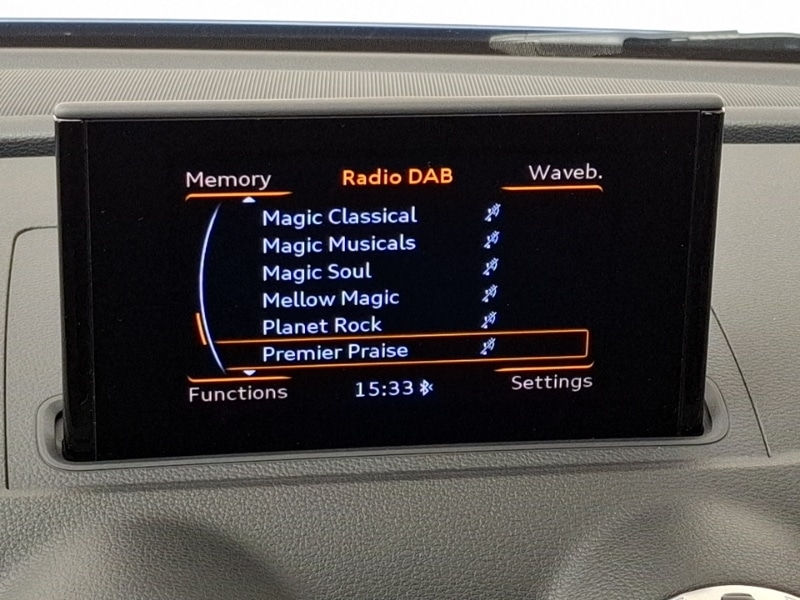 Memory Radio DAB Waveb.
Magic Classical
Magic Musicals
Magic Soul
Mellow Magic
Planet Rock
Premier Praise
Functions 15:33 Settings